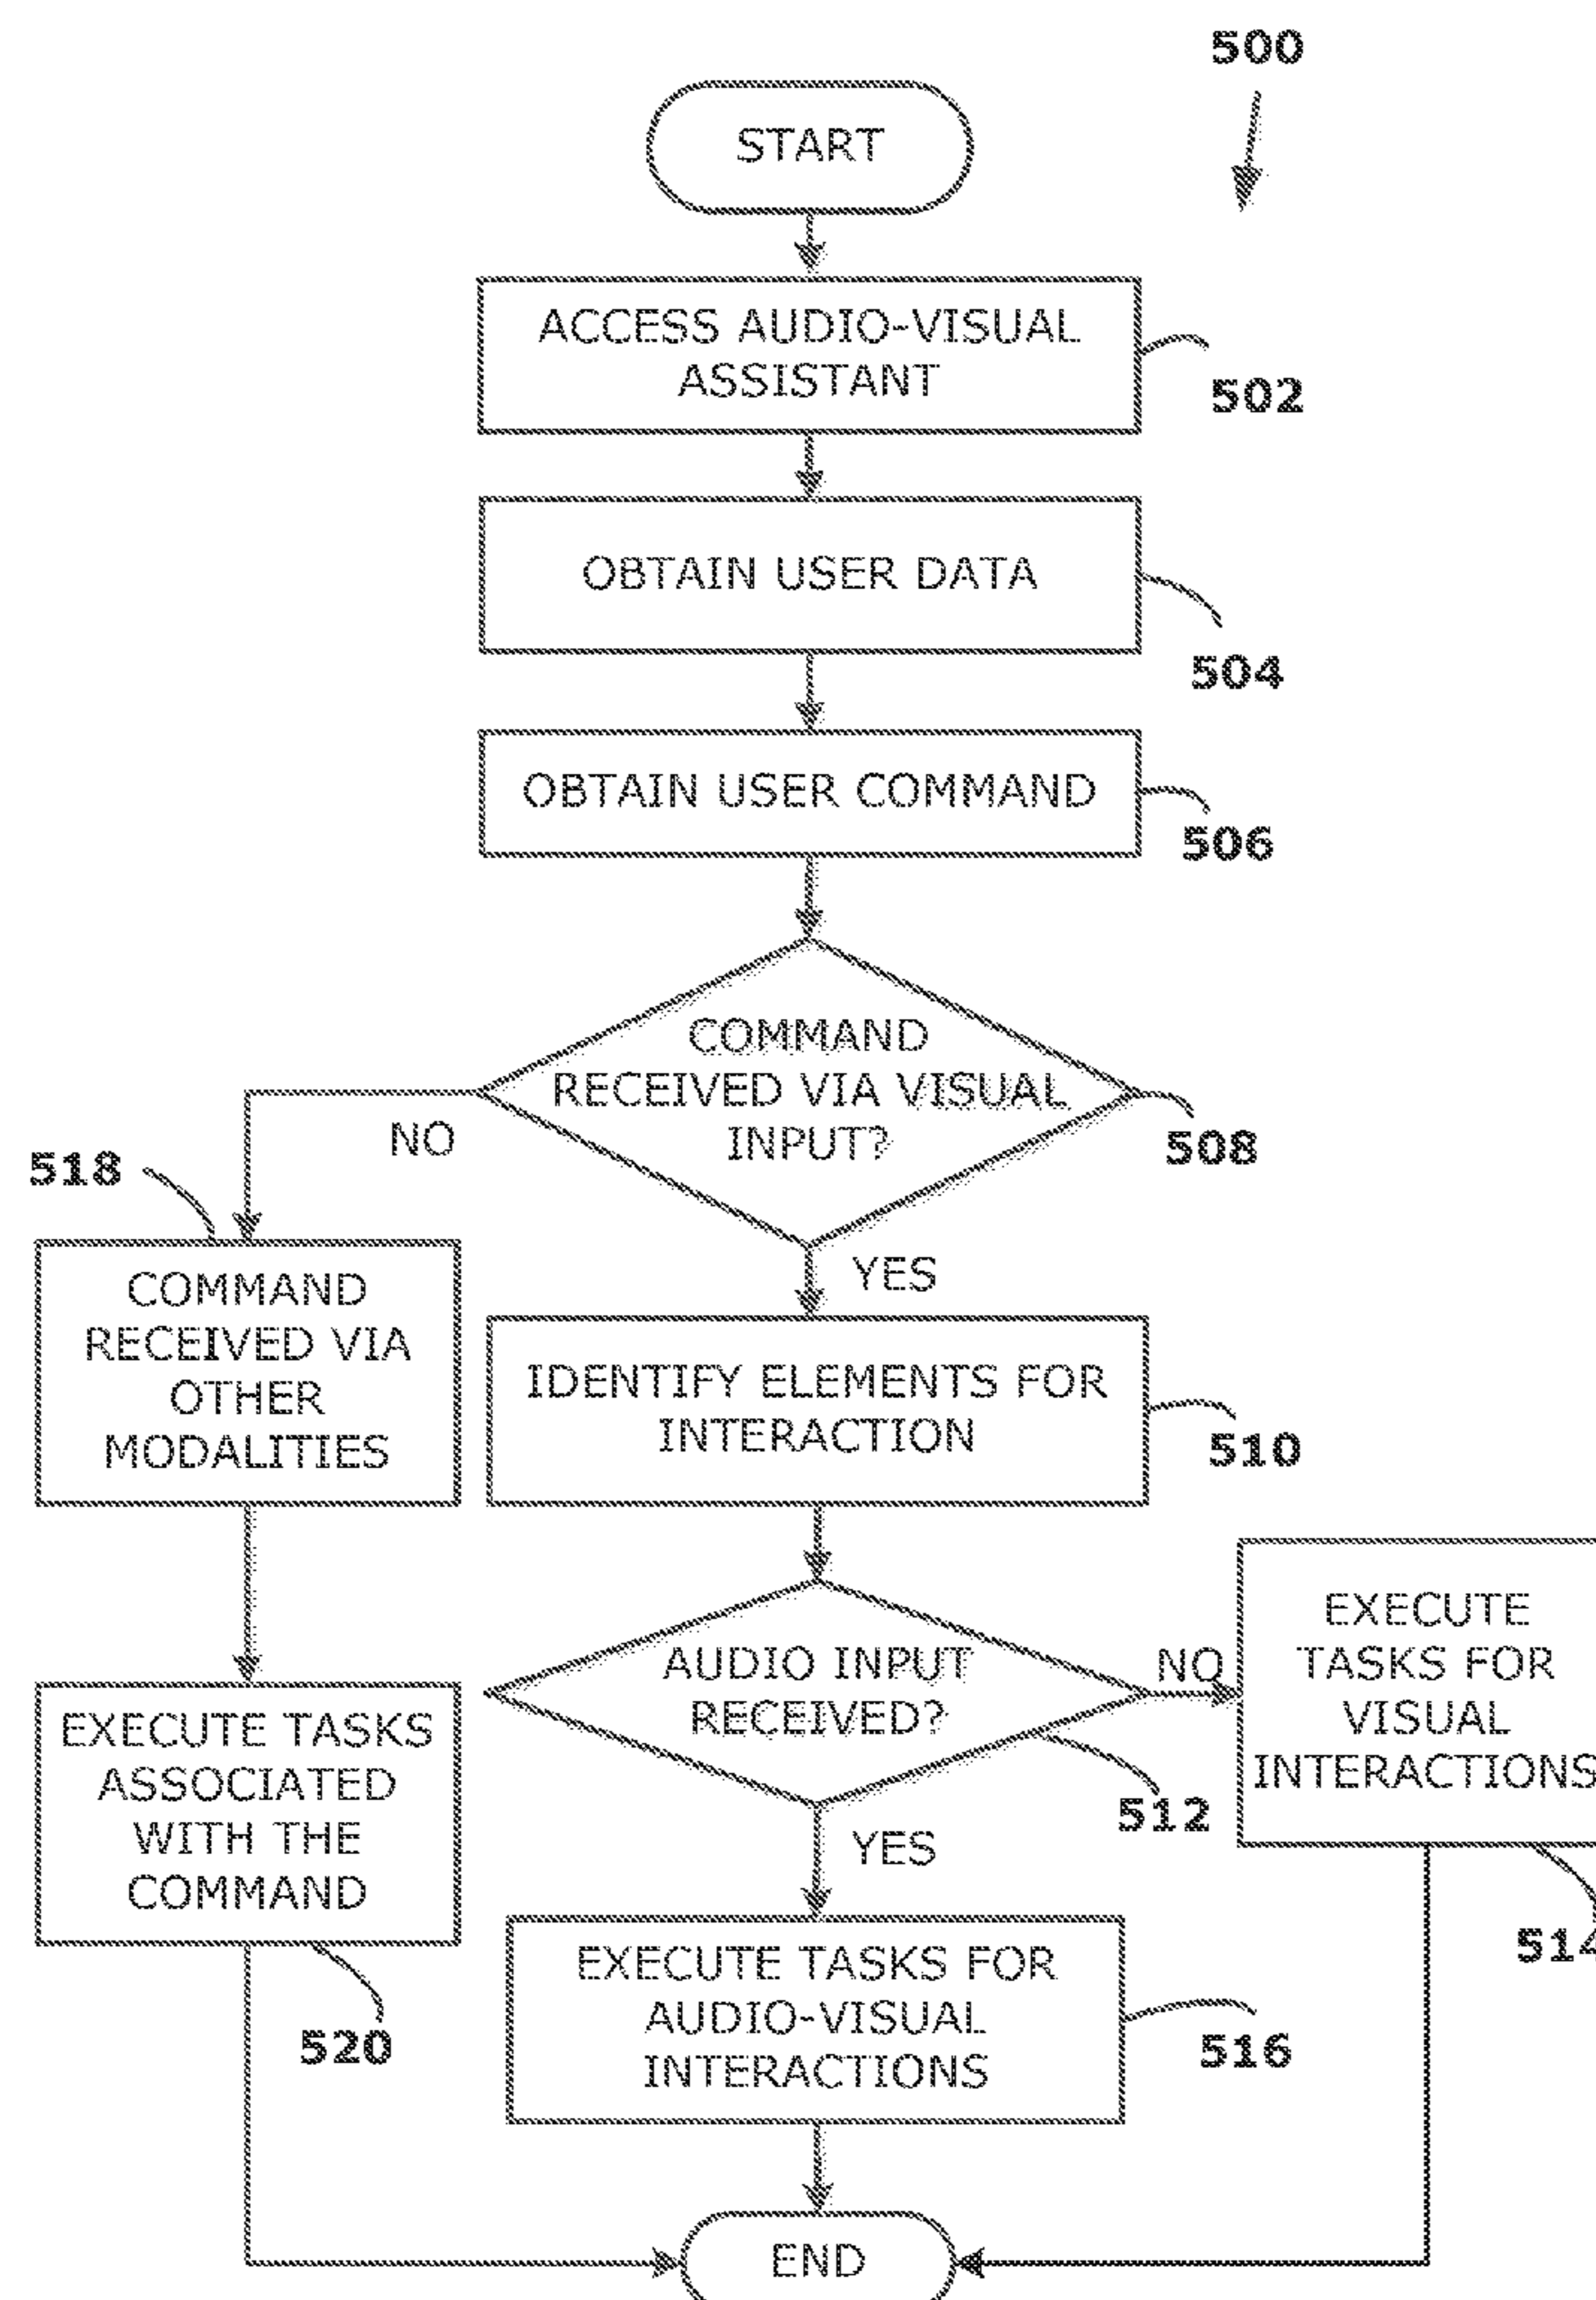 500
START
ACCESS AUDIO-VISUAL
ASSISTANT
502
OBTAIN USER DATA
504
OBTAIN USER COMMAND
506
COMMAND
RECEIVED VIA VISUAL
INPUT?
508
NO
518
YES
COMMAND
RECEIVED VIA
OTHER
MODALITIES
IDENTIFY ELEMENTS FOR
INTERACTION
510
AUDIO INPUT
RECEIVED?
NO
512
EXECUTE
TASKS FOR
VISUAL
INTERACTIONS
514
EXECUTE TASKS
ASSOCIATED
WITH THE
COMMAND
520
YES
EXECUTE TASKS FOR
AUDIO-VISUAL
INTERACTIONS
516
END